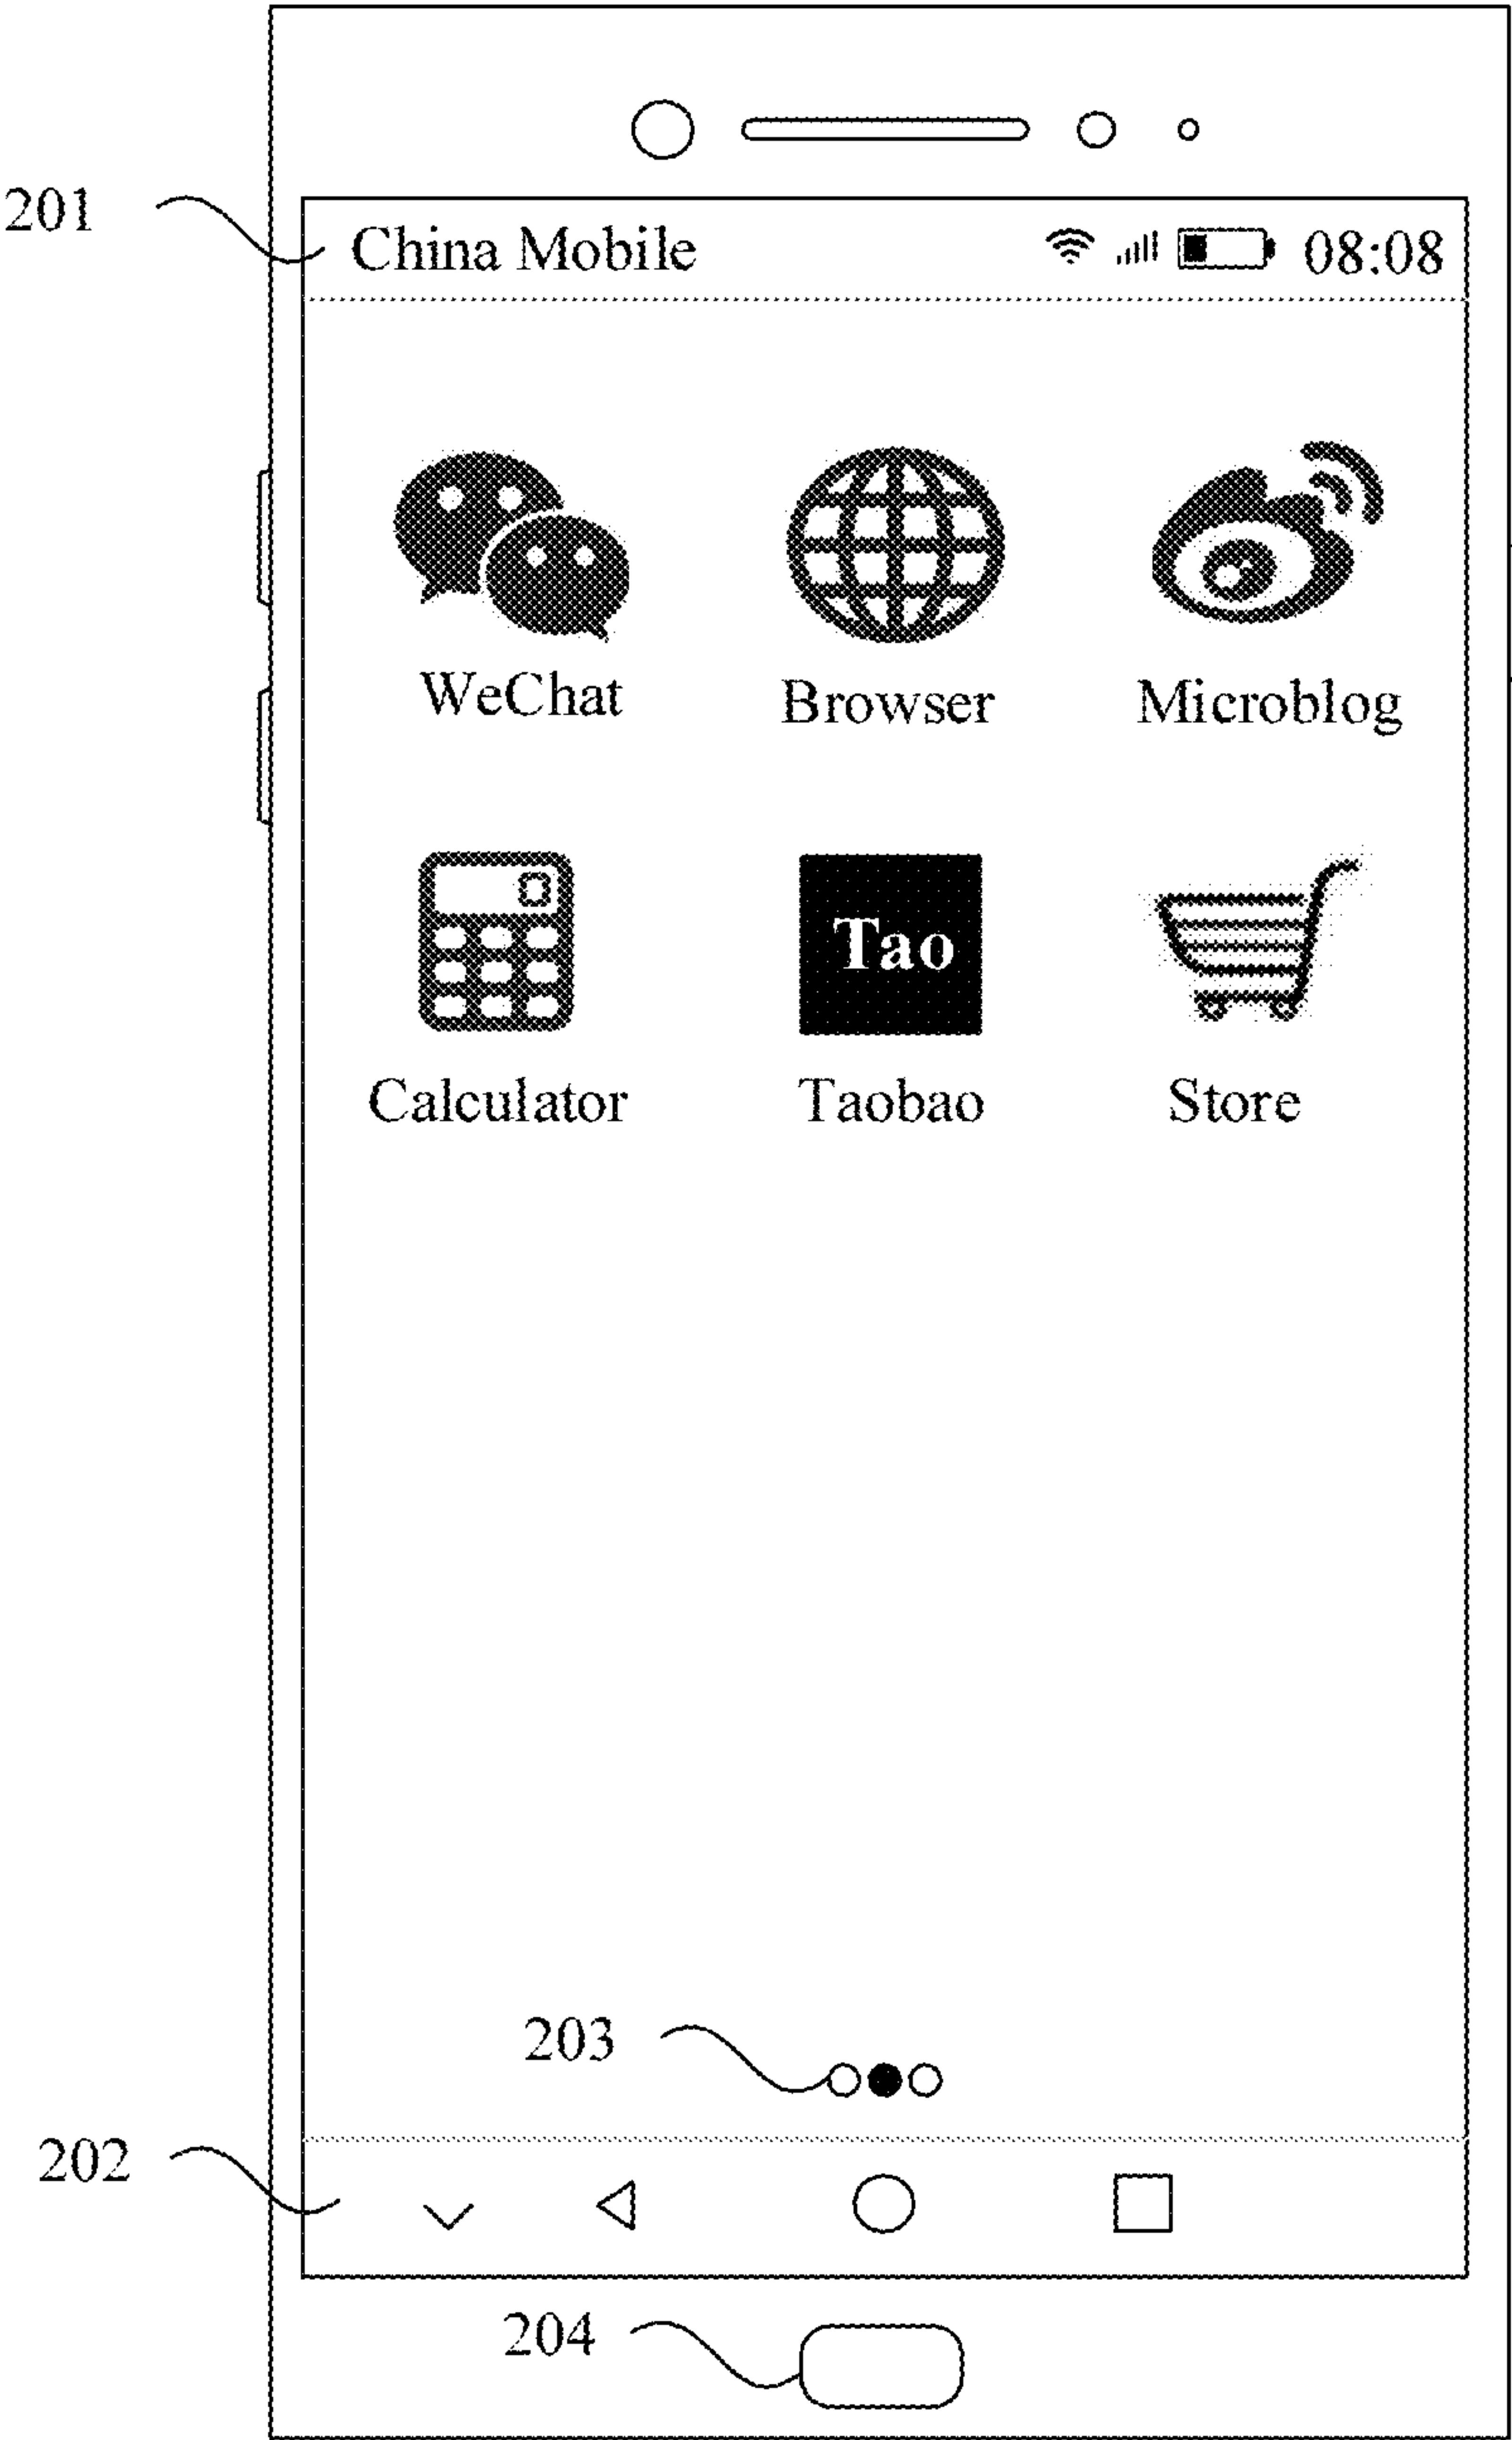 201
China Mobile 08:08
WeChat Browser Microblog
Tao
Calculator Taobao Store
203
202
204